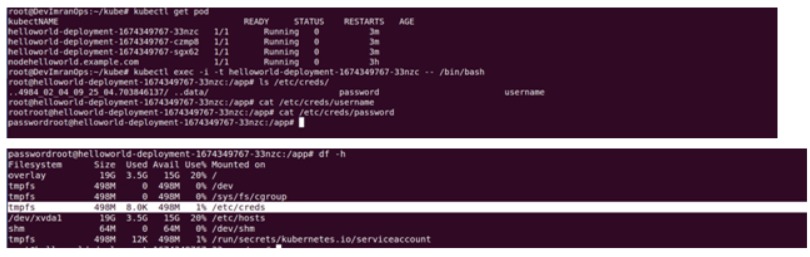 root@DevImranOps:~/kube# kubectl get pod
kubectNAME READY STATUS RESTARTS AGE
helloworld-deployment-1674349767-33nzc 1/1 Running 0 3m
helloworld-deployment-1674349767-czmp8 1/1 Running 0 3m
helloworld-deployment-1674349767-sgx62 1/1 Running 0 3m
nodehelloworld.example.com 1/1 Running 0 3h
root@DevImranOps:~/kube# kubectl exec -i -t helloworld-deployment-1674349767-33nzc -- /bin/bash
root@helloworld-deployment-1674349767-33nzc:/app# ls /etc/creds/
..4984_02_04_09_25_04.703846137/ ..data/ password username
root@helloworld-deployment-1674349767-33nzc:/app# cat /etc/creds/username
rootroot@helloworld-deployment-1674349767-33nzc:/app# cat /etc/creds/password
passwordroot@helloworld-deployment-1674349767-33nzc:/app#
passwordroot@helloworld-deployment-1674349767-33nzc:/app# df -h
Filesystem Size Used Avail Use% Mounted on
overlay 19G 3.5G 15G 20% /
tmpfs 498M 0 498M 0% /dev
tmpfs 498M 0 498M 0% /sys/fs/cgroup
tmpfs 498M 8.0K 498M 1% /etc/creds
/dev/xvda1 19G 3.5G 15G 20% /etc/hosts
shm 64M 0 64M 0% /dev/shm
tmpfs 498M 12K 498M 1% /run/secrets/kubernetes.io/serviceaccount